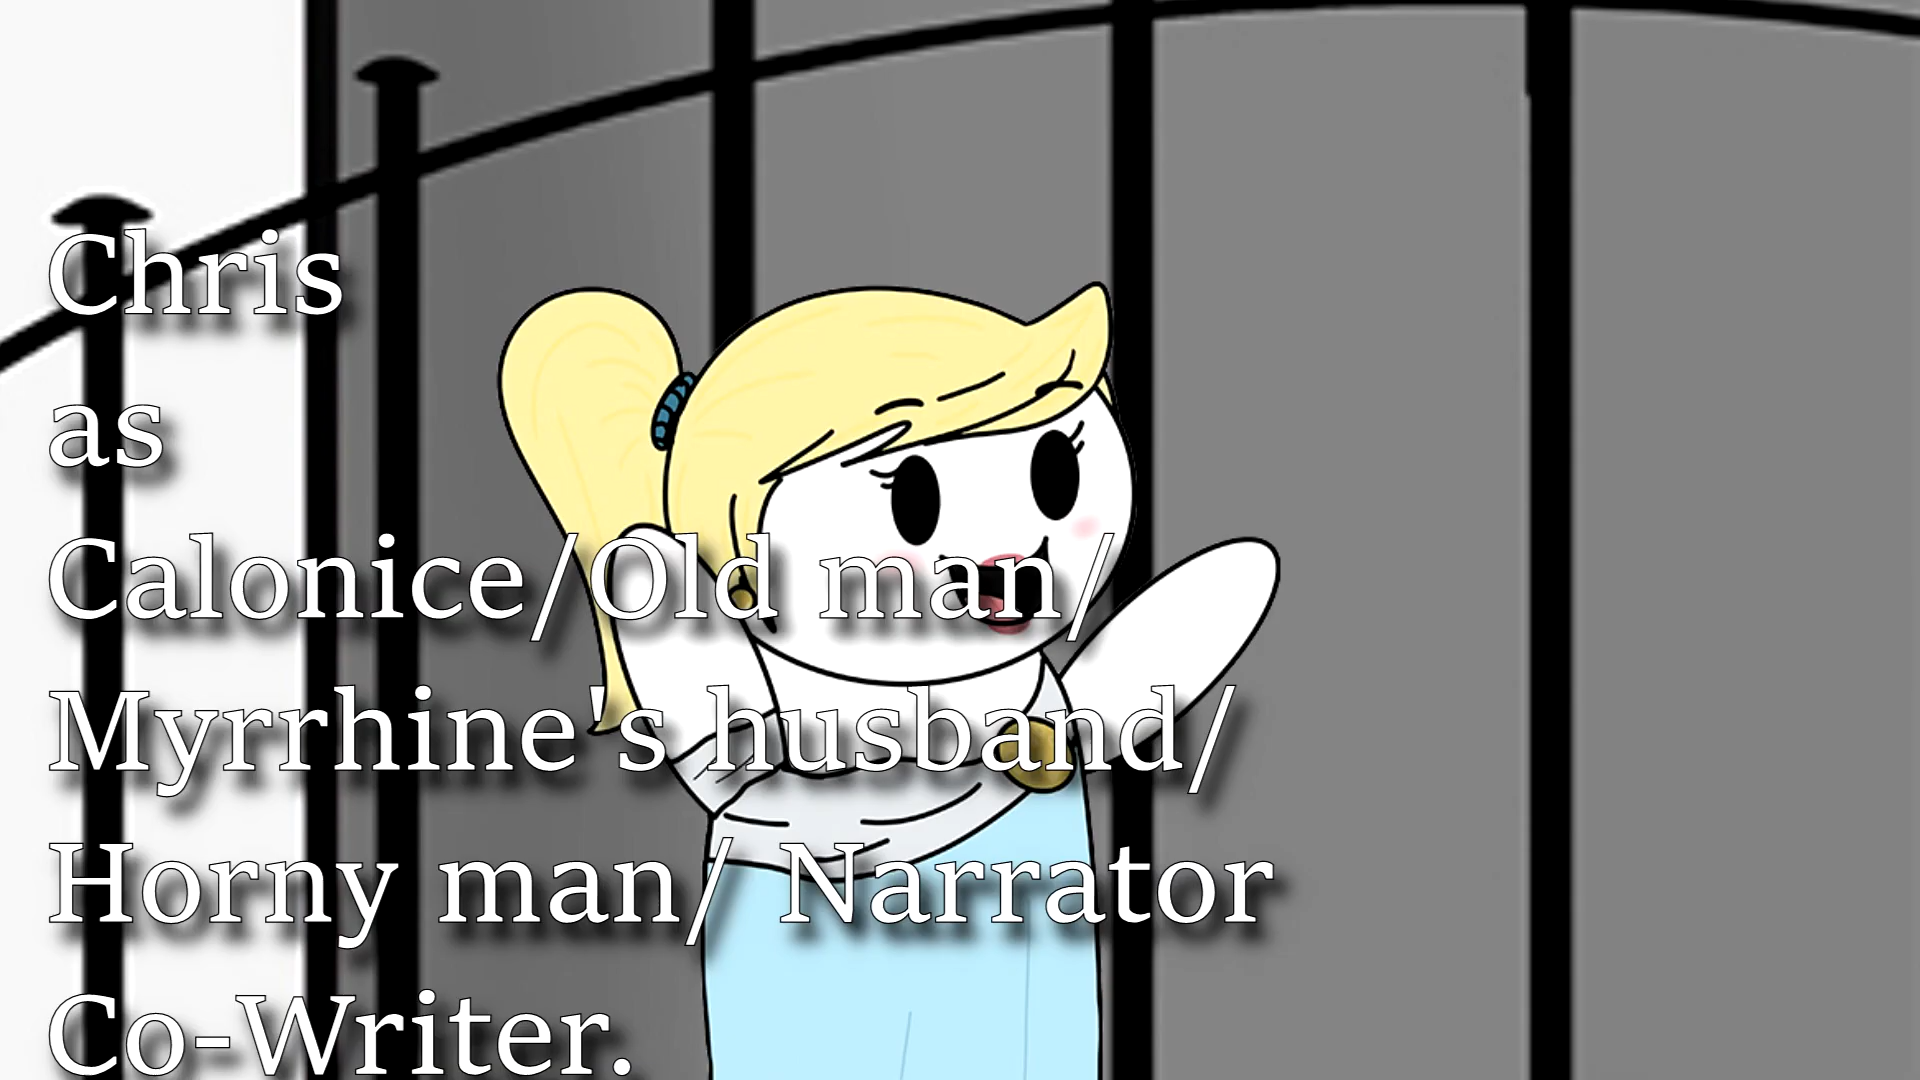 Chris
as
Calonice/Old man/
Myrrhine's husband/
Horny man/ Narrator
Co-Writer.